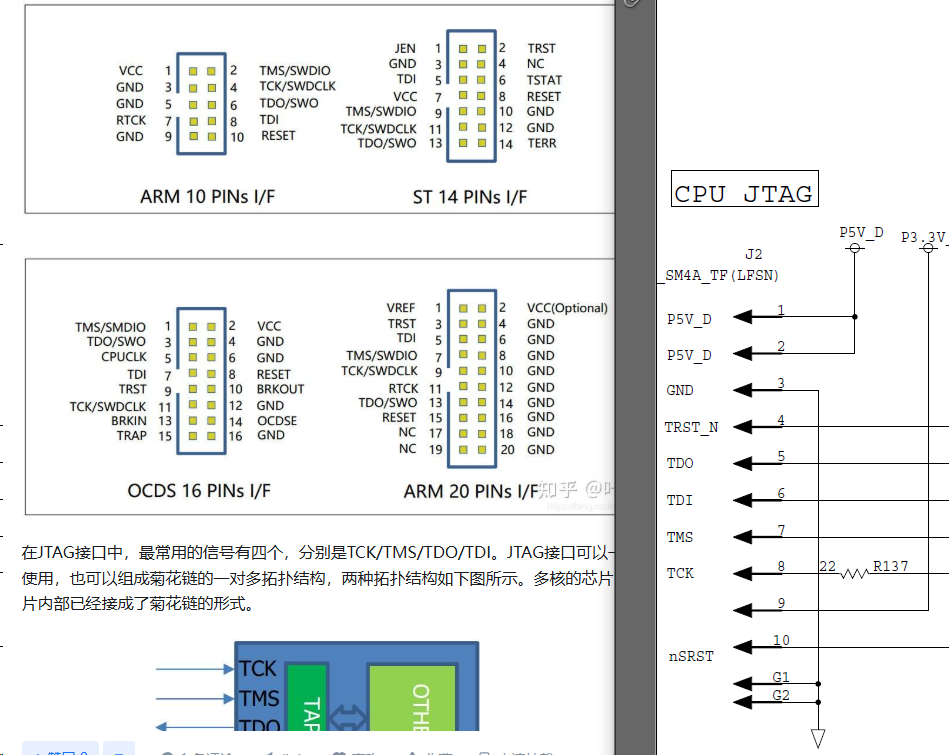 VCC 1 2 TMS/SWDIO
GND 3 4 TCK/SWDCLK
GND 5 6 TDO/SWO
RTCK 7 8 TDI
GND 9 10 RESET
ARM 10 PINs I/F
JEN 1 2 TRST
GND 3 4 NC
TDI 5 6 TSTAT
VCC 7 8 RESET
TMS/SWDIO 9 10 GND
TCK/SWDCLK 11 12 GND
TDO/SWO 13 14 TERR
ST 14 PINs I/F
TMS/SMDIO 1 2 VCC
TDO/SWO 3 4 GND
CPUCLK 5 6 GND
TDI 7 8 RESET
TRST 9 10 BRKOUT
TCK/SWDCLK 11 12 GND
BRKIN 13 14 OCDSE
TRAP 15 16 GND
OCDS 16 PINs I/F
VREF 1 2 VCC(Optional)
TRST 3 4 GND
TDI 5 6 GND
TMS/SWDIO 7 8 GND
TCK/SWDCLK 9 10 GND
RTCK 11 12 GND
TDO/SWO 13 14 GND
RESET 15 16 GND
NC 17 18 GND
NC 19 20 GND
ARM 20 PINs I/F
知乎 @
在JTAG接口中，最常用的信号有四个，分别是TCK/TMS/TDO/TDI。JTAG接口可以一
使用，也可以组成菊花链的一对多拓扑结构，两种拓扑结构如下图所示。多核的芯片
片内部已经接成了菊花链的形式。
TCK
TMS
TDO
TAP
OTHE
CPU JTAG
P5V_D
P3.3V_
J2
_SM4A_TF(LFSN)
P5V_D 1
P5V_D 2
GND 3
TRST_N 4
TDO 5
TDI 6
TMS 7
TCK 8 22 R137
9
nSRST 10
G1
G2